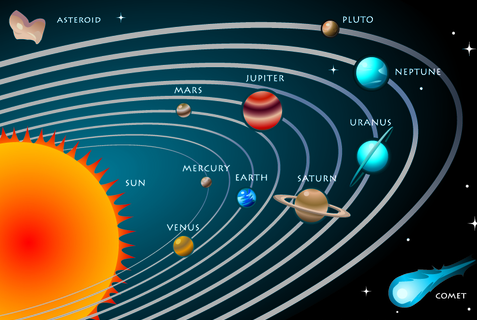 ASTEROID
PLUTO
NEPTUNE
JUPITER
MARS
URANUS
MERCURY
EARTH
SATURN
SUN
VENUS
COMET